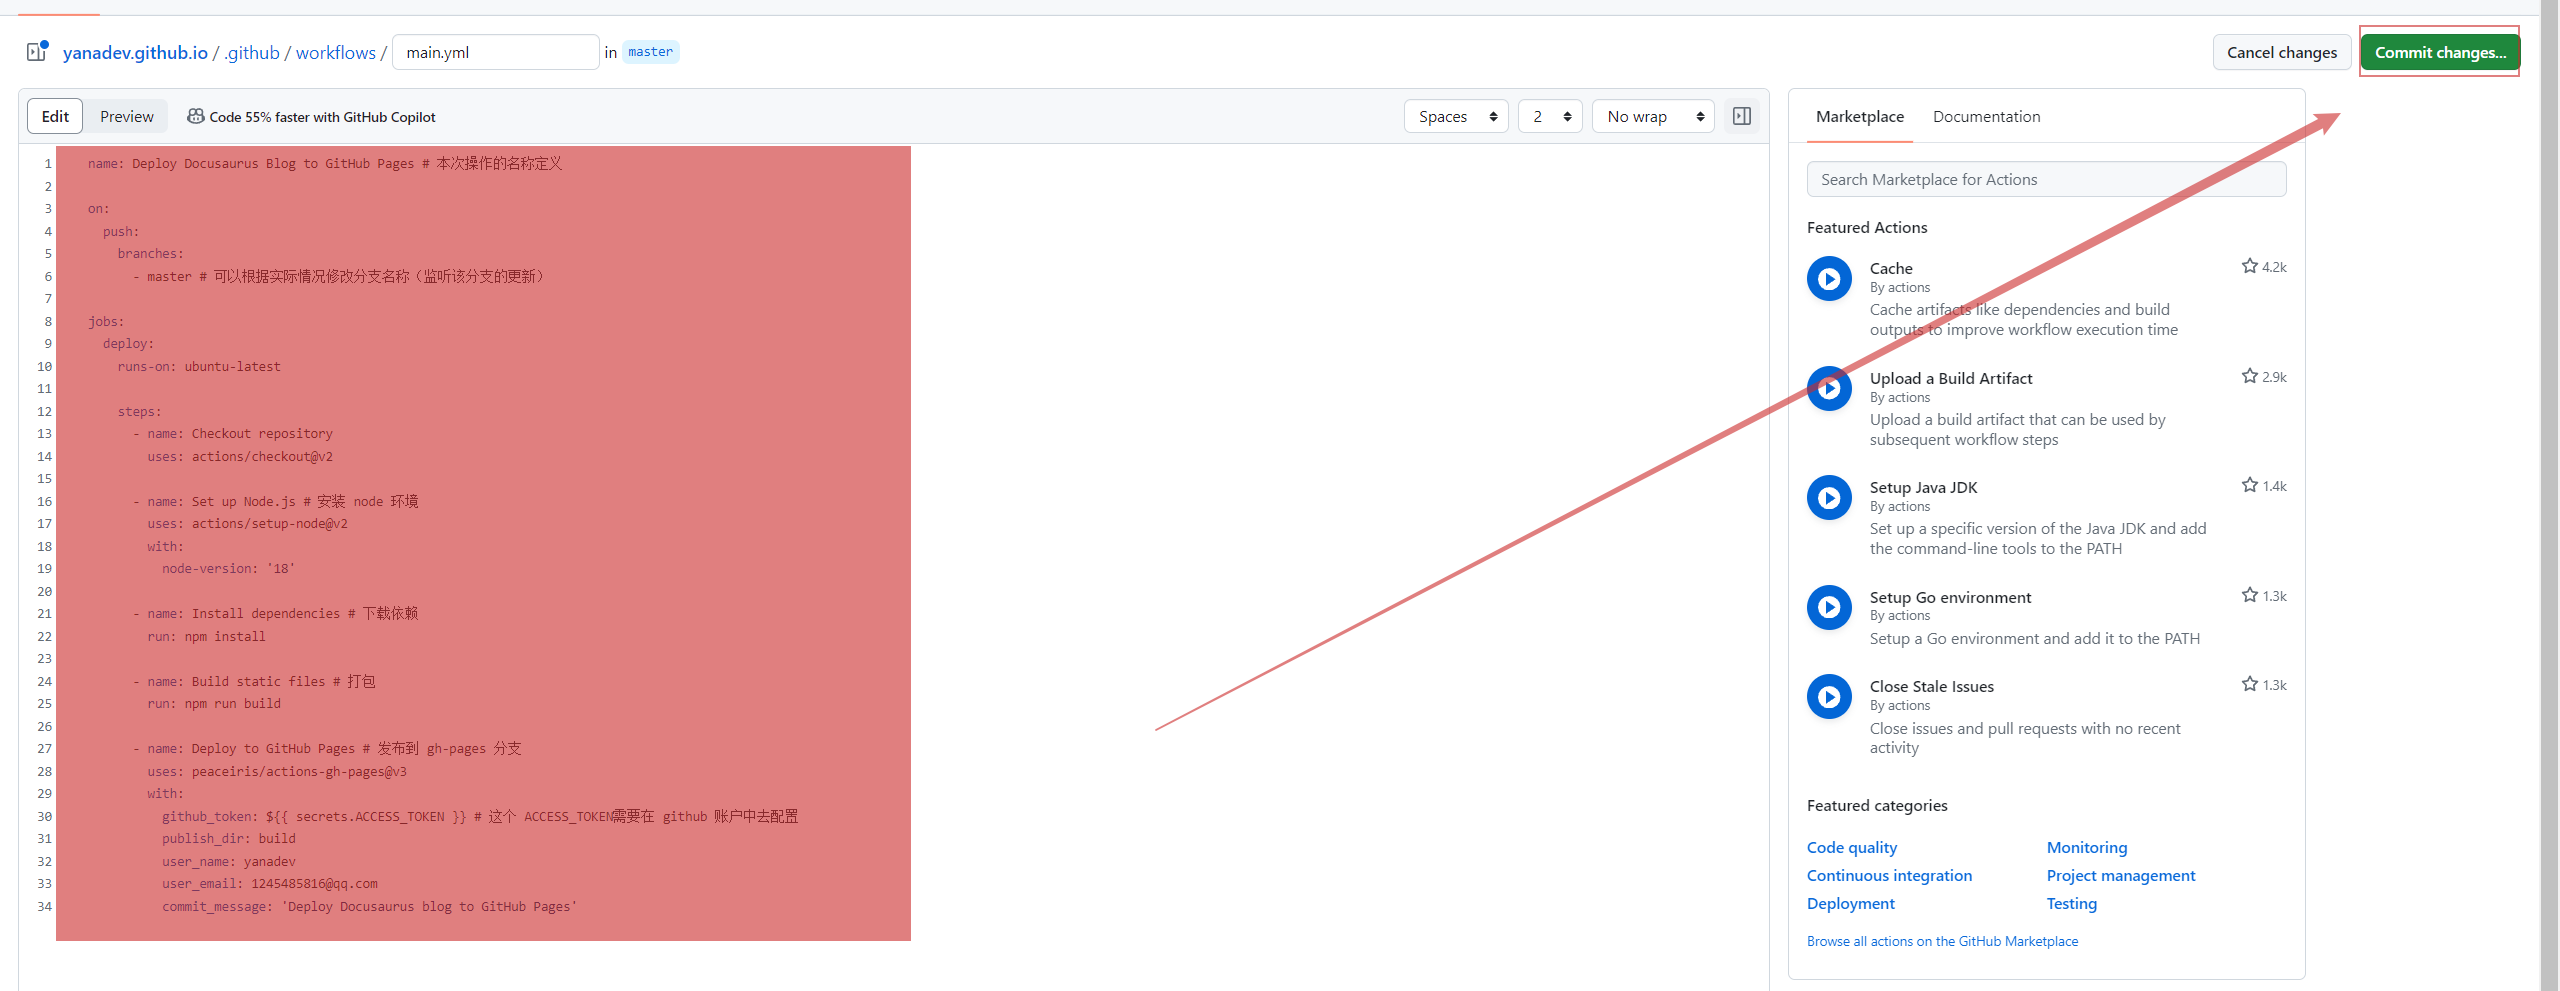 yanadev.github.io / .github / workflows / main.yml in master
Cancel changes
Commit changes...
Edit
Preview
Code 55% faster with GitHub Copilot
Spaces
2
No wrap
1 name: Deploy Docusaurus Blog to GitHub Pages # 本次操作的名称定义
2
3 on:
4 push:
5 branches:
6 - master # 可以根据实际情况修改分支名称（监听该分支的更新）
7
8 jobs:
9 deploy:
10 runs-on: ubuntu-latest
11
12 steps:
13 - name: Checkout repository
14 uses: actions/checkout@v2
15
16 - name: Set up Node.js # 安装 node 环境
17 uses: actions/setup-node@v2
18 with:
19 node-version: '18'
20
21 - name: Install dependencies # 下载依赖
22 run: npm install
23
24 - name: Build static files # 打包
25 run: npm run build
26
27 - name: Deploy to GitHub Pages # 发布到 gh-pages 分支
28 uses: peaceiris/actions-gh-pages@v3
29 with:
30 github_token: ${{ secrets.ACCESS_TOKEN }} # 这个 ACCESS_TOKEN需要在 github 账户中去配置
31 publish_dir: build
32 user_name: yanadev
33 user_email: 1245485816@qq.com
34 commit_message: 'Deploy Docusaurus blog to GitHub Pages'
Marketplace
Documentation
Search Marketplace for Actions
Featured Actions
Cache
4.2k
By actions
Cache artifacts like dependencies and build
outputs to improve workflow execution time
Upload a Build Artifact
2.9k
By actions
Upload a build artifact that can be used by
subsequent workflow steps
Setup Java JDK
1.4k
By actions
Set up a specific version of the Java JDK and add
the command-line tools to the PATH
Setup Go environment
1.3k
By actions
Setup a Go environment and add it to the PATH
Close Stale Issues
1.3k
By actions
Close issues and pull requests with no recent
activity
Featured categories
Code quality
Monitoring
Continuous integration
Project management
Deployment
Testing
Browse all actions on the GitHub Marketplace